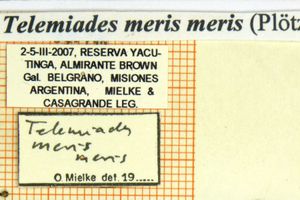 Telemiades meris meris (Plötz
2-5-III-2007, RESERVA YACU-
TINGA, ALMIRANTE BROWN
Gal. BELGRANO, MISIONES
ARGENTINA, MIELKE &
CASAGRANDE LEG.
Telemiades
meris
meris
O Mielke det. 19......